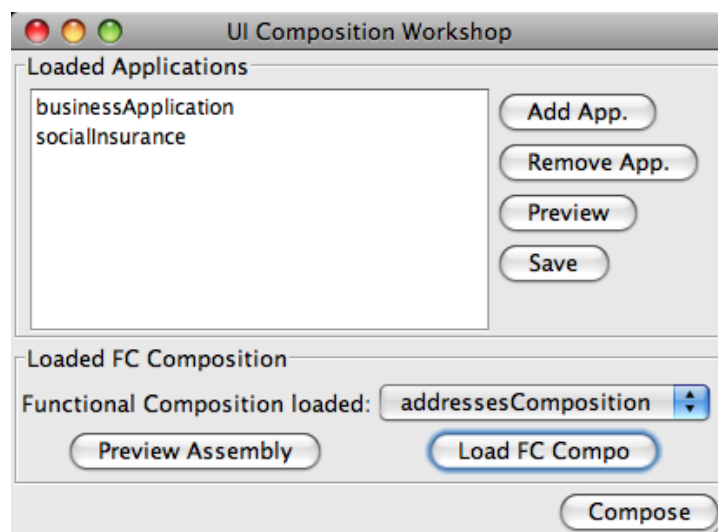 UI Composition Workshop
Loaded Applications
businessApplication
socialInsurance
Add App.
Remove App.
Preview
Save
Loaded FC Composition
Functional Composition loaded: addressesComposition
Preview Assembly Load FC Compo
Compose